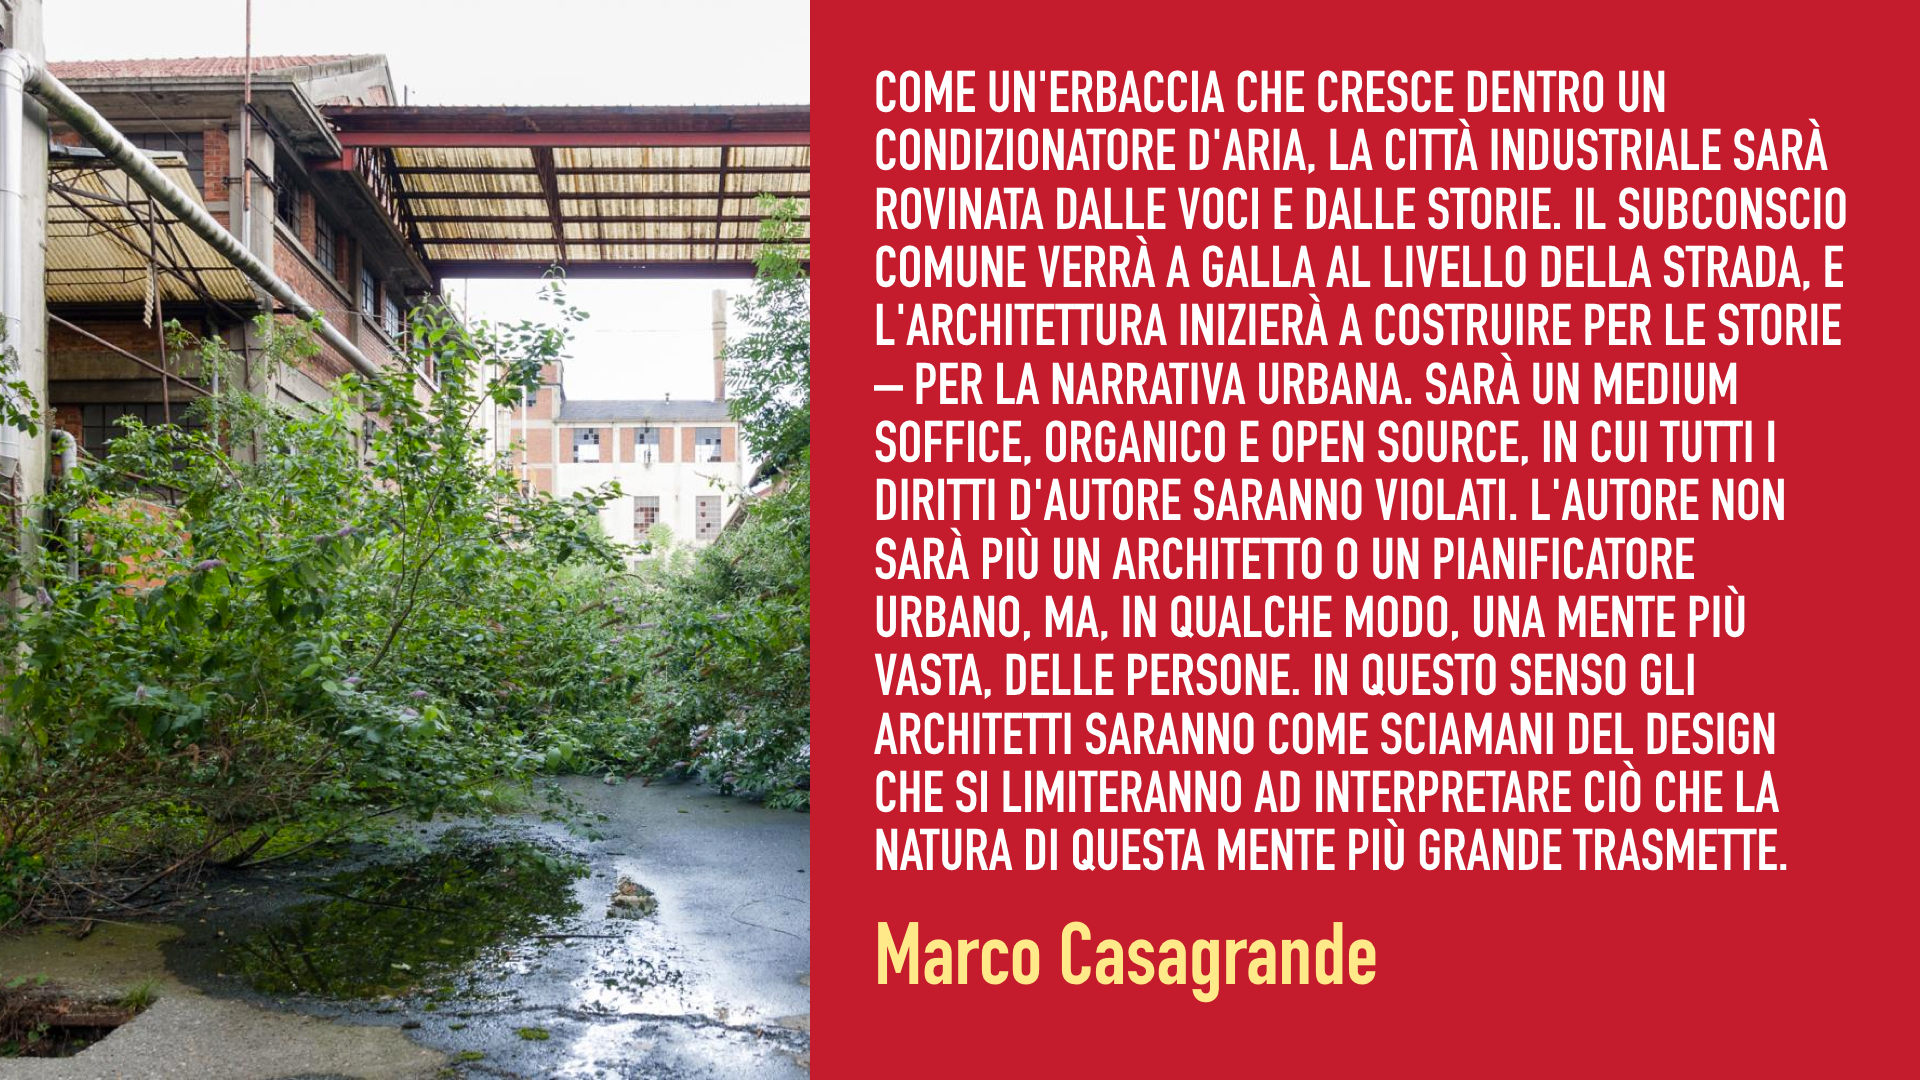 COME UN'ERBACCIA CHE CRESCE DENTRO UN
CONDIZIONATORE D'ARIA, LA CITTÀ INDUSTRIALE SARÀ
ROVINATA DALLE VOCI E DALLE STORIE. IL SUBCONSCIO
COMUNE VERRÀ A GALLA AL LIVELLO DELLA STRADA, E
L'ARCHITETTURA INIZIERÀ A COSTRUIRE PER LE STORIE
– PER LA NARRATIVA URBANA. SARÀ UN MEDIUM
SOFFICE, ORGANICO E OPEN SOURCE, IN CUI TUTTI I
DIRITTI D'AUTORE SARANNO VIOLATI. L'AUTORE NON
SARÀ PIÙ UN ARCHITETTO O UN PIANIFICATORE
URBANO, MA, IN QUALCHE MODO, UNA MENTE PIÙ
VASTA, DELLE PERSONE. IN QUESTO SENSO GLI
ARCHITETTI SARANNO COME SCIAMANI DEL DESIGN
CHE SI LIMITERANNO AD INTERPRETARE CIÒ CHE LA
NATURA DI QUESTA MENTE PIÙ GRANDE TRASMETTE.
Marco Casagrande